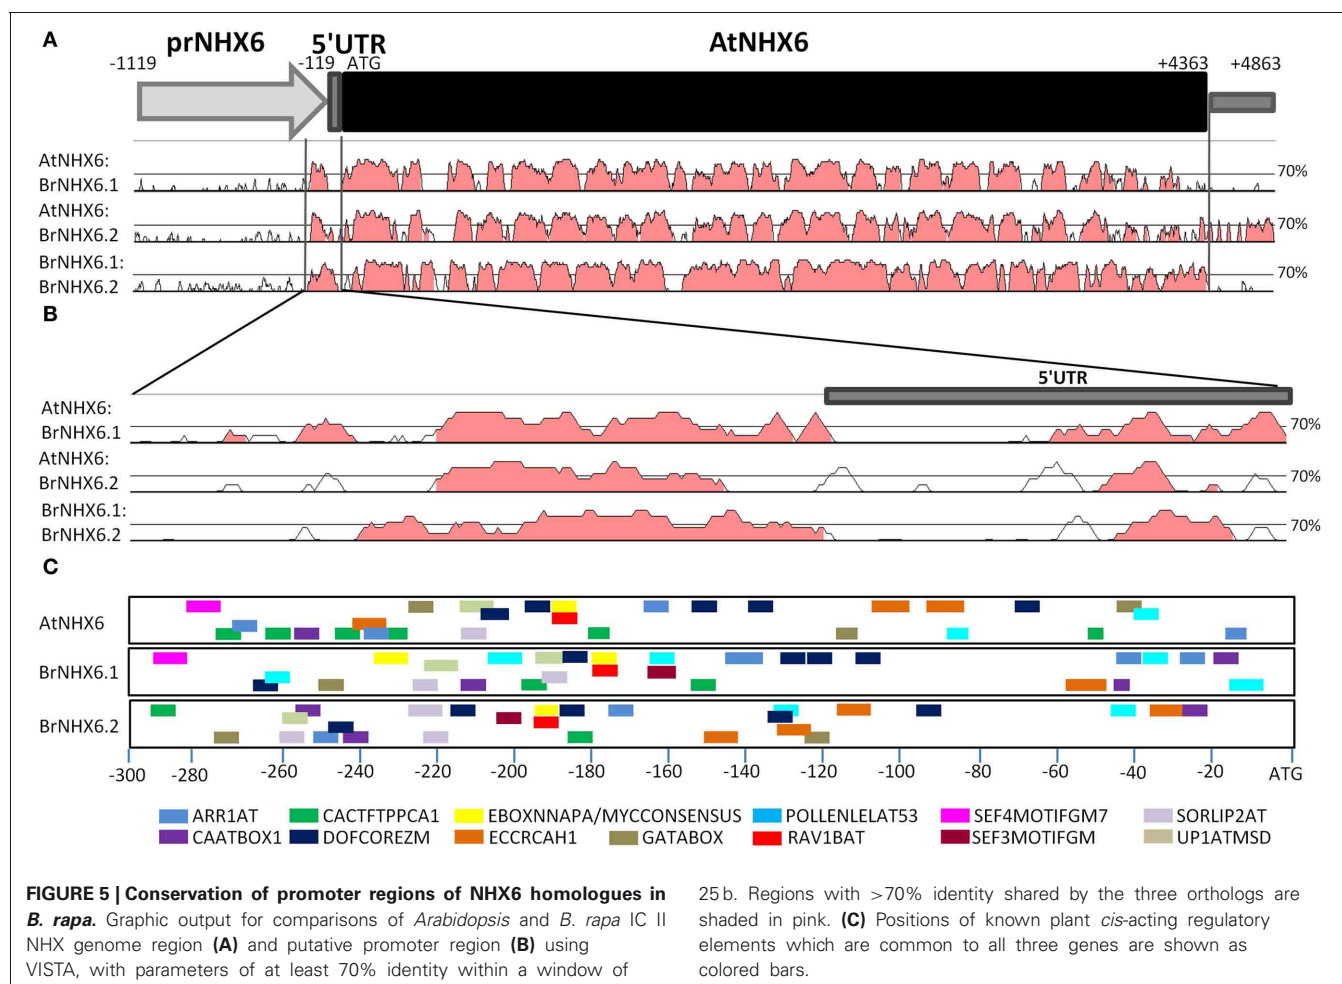 A
prNHX6 5'UTR AtNHX6
-1119 -119 ATG +4363 +4863
AtNHX6:
BrNHX6.1 70%
AtNHX6:
BrNHX6.2 70%
BrNHX6.1:
BrNHX6.2 70%
B
5'UTR
AtNHX6:
BrNHX6.1 70%
AtNHX6:
BrNHX6.2 70%
BrNHX6.1:
BrNHX6.2 70%
C
AtNHX6
BrNHX6.1
BrNHX6.2
-300 -280 -260 -240 -220 -200 -180 -160 -140 -120 -100 -80 -60 -40 -20 ATG
ARR1AT CACTFTPPCA1 EBOXNNAPA/MYCCONSENSUS POLLENLELAT53 SEF4MOTIFGM7 SORLIP2AT
CAATBOX1 DOFCOREZM ECCRCAH1 GATABOX RAV1BAT SEF3MOTIFGM UP1ATMSD
FIGURE 5 | Conservation of promoter regions of NHX6 homologues in
B. rapa. Graphic output for comparisons of Arabidopsis and B. rapa IC II
NHX genome region (A) and putative promoter region (B) using
VISTA, with parameters of at least 70% identity within a window of
25 b. Regions with >70% identity shared by the three orthologs are
shaded in pink. (C) Positions of known plant cis-acting regulatory
elements which are common to all three genes are shown as
colored bars.